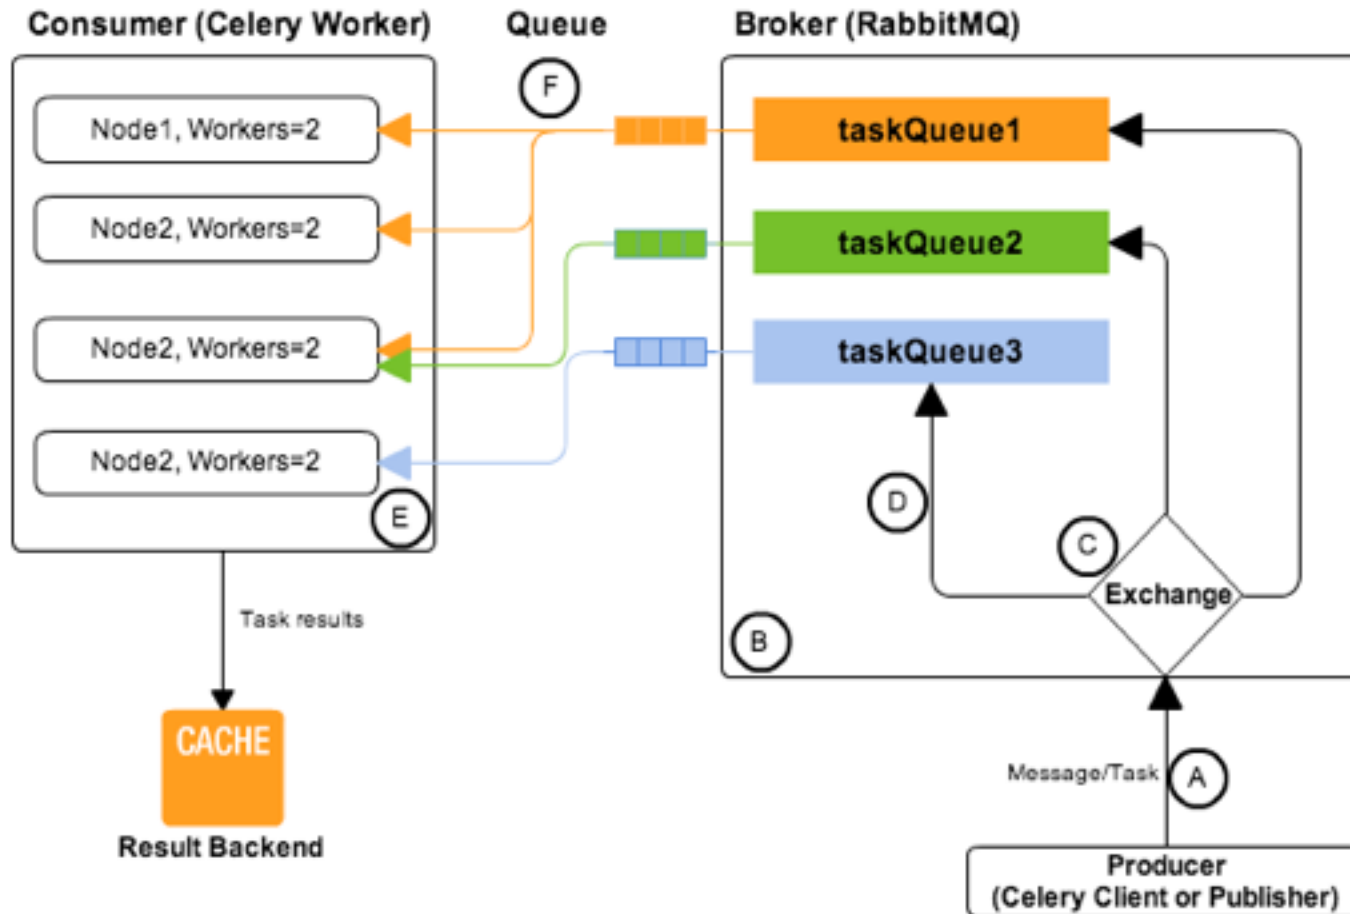 Consumer (Celery Worker)
Queue
Broker (RabbitMQ)
F
Node1, Workers=2
taskQueue1
Node2, Workers=2
taskQueue2
Node2, Workers=2
taskQueue3
Node2, Workers=2
E
D
C
Exchange
Task results
B
CACHE
Message/Task
A
Result Backend
Producer
(Celery Client or Publisher)